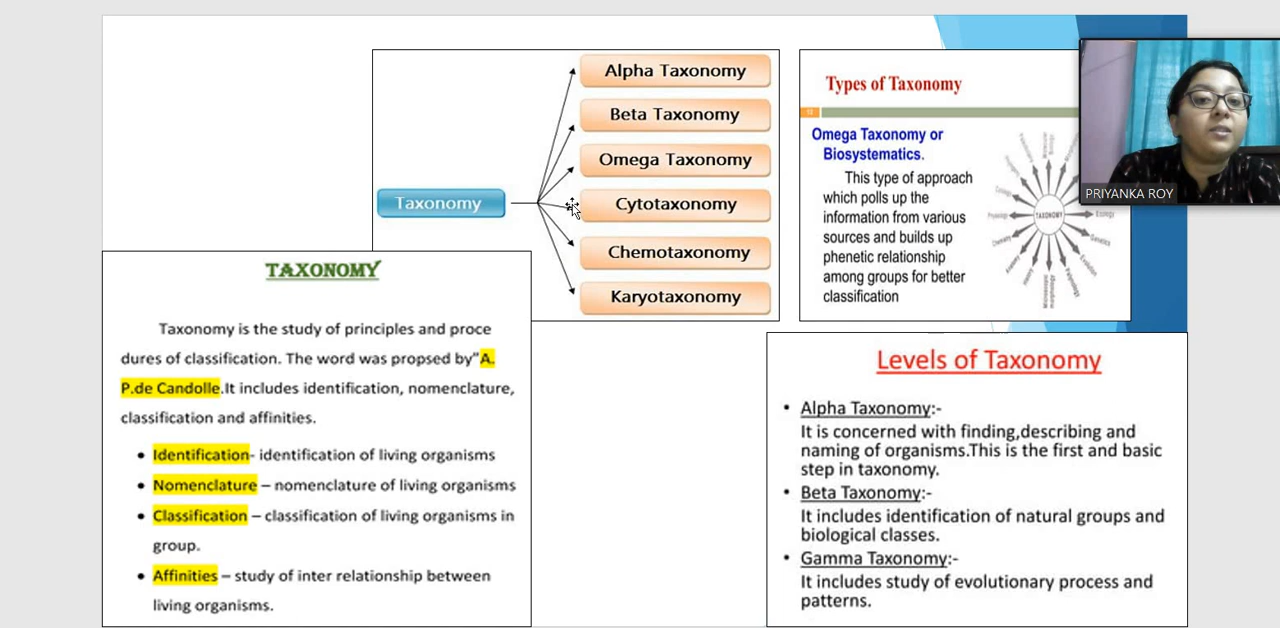 Alpha Taxonomy
Beta Taxonomy
Omega Taxonomy
Taxonomy
Cytotaxonomy
Chemotaxonomy
Karyotaxonomy
Types of Taxonomy
Omega Taxonomy or
Biosystematics.
This type of approach
which polls up the
information from various
sources and builds up
phenetic relationship
among groups for better
classification
TAXONOMY
Ecology
Genetics
Evolution
PRIYANKA ROY
TAXONOMY
Taxonomy is the study of principles and proce
dures of classification. The word was propsed by"A.
P.de Candolle.It includes identification, nomenclature,
classification and affinities.
• Identification- identification of living organisms
• Nomenclature – nomenclature of living organisms
• Classification – classification of living organisms in
group.
• Affinities – study of inter relationship between
living organisms.
Levels of Taxonomy
• Alpha Taxonomy:-
It is concerned with finding,describing and
naming of organisms.This is the first and basic
step in taxonomy.
• Beta Taxonomy:-
It includes identification of natural groups and
biological classes.
• Gamma Taxonomy:-
It includes study of evolutionary process and
patterns.